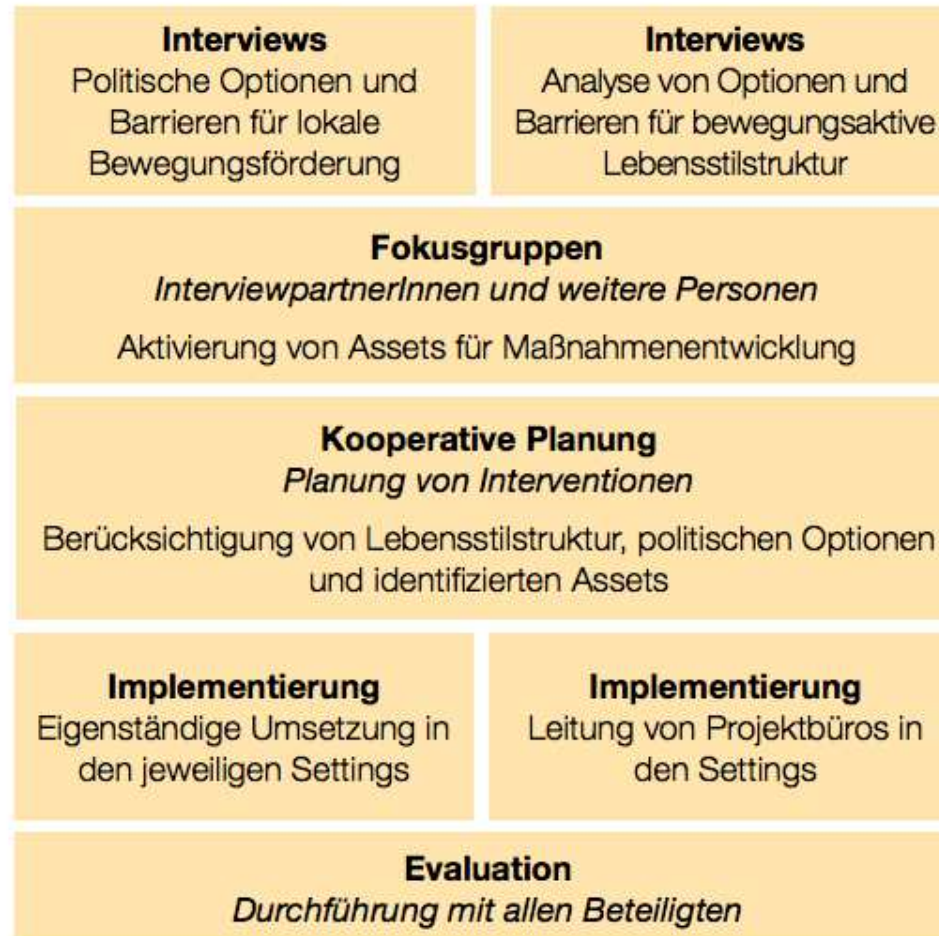 Interviews
Politische Optionen und
Barrieren für lokale
Bewegungsförderung
Interviews
Analyse von Optionen und
Barrieren für bewegungsaktive
Lebensstilstruktur
Fokusgruppen
InterviewpartnerInnen und weitere Personen
Aktivierung von Assets für Maßnahmenentwicklung
Kooperative Planung
Planung von Interventionen
Berücksichtigung von Lebensstilstruktur, politischen Optionen
und identifizierten Assets
Implementierung
Eigenständige Umsetzung in
den jeweiligen Settings
Implementierung
Leitung von Projektbüros in
den Settings
Evaluation
Durchführung mit allen Beteiligten